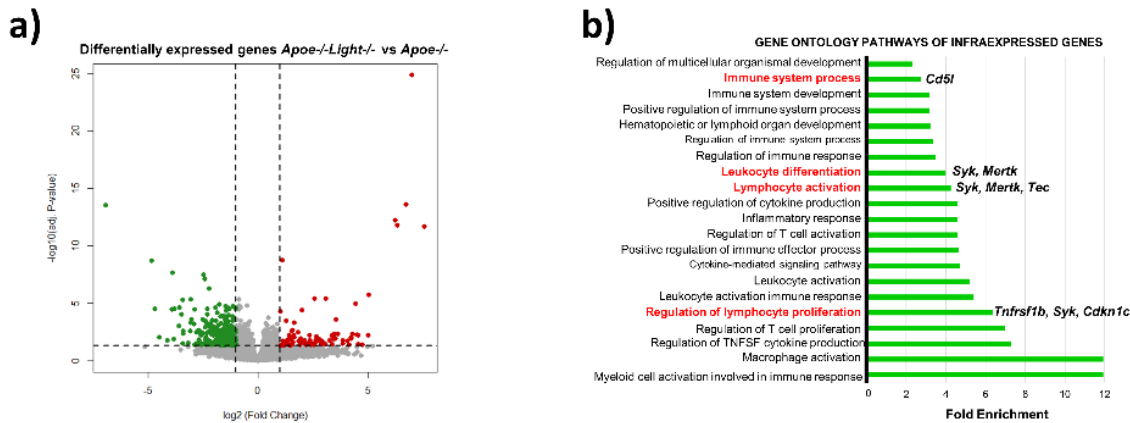 a)
Differentially expressed genes Apoe-/-Light-/- vs Apoe-/-
-log10(adj. P-value)
25
20
15
10
5
0
-5 0 5
log2 (Fold Change)
b)
GENE ONTOLOGY PATHWAYS OF INFRAEXPRESSED GENES
Regulation of multicellular organismal development
Immune system process Cd5l
Immune system development
Positive regulation of immune system process
Hematopoietic or lymphoid organ development
Regulation of immune system process
Regulation of immune response
Leukocyte differentiation Syk, Mertk
Lymphocyte activation Syk, Mertk, Tec
Positive regulation of cytokine production
Inflammatory response
Regulation of T cell activation
Positive regulation of immune effector process
Cytokine-mediated signaling pathway
Leukocyte activation
Leukocyte activation immune response
Regulation of lymphocyte proliferation Tnfrsf1b, Syk, Cdkn1c
Regulation of T cell proliferation
Regulation of TNFSF cytokine production
Macrophage activation
Myeloid cell activation involved in immune response
0 2 4 6 8 10 12
Fold Enrichment